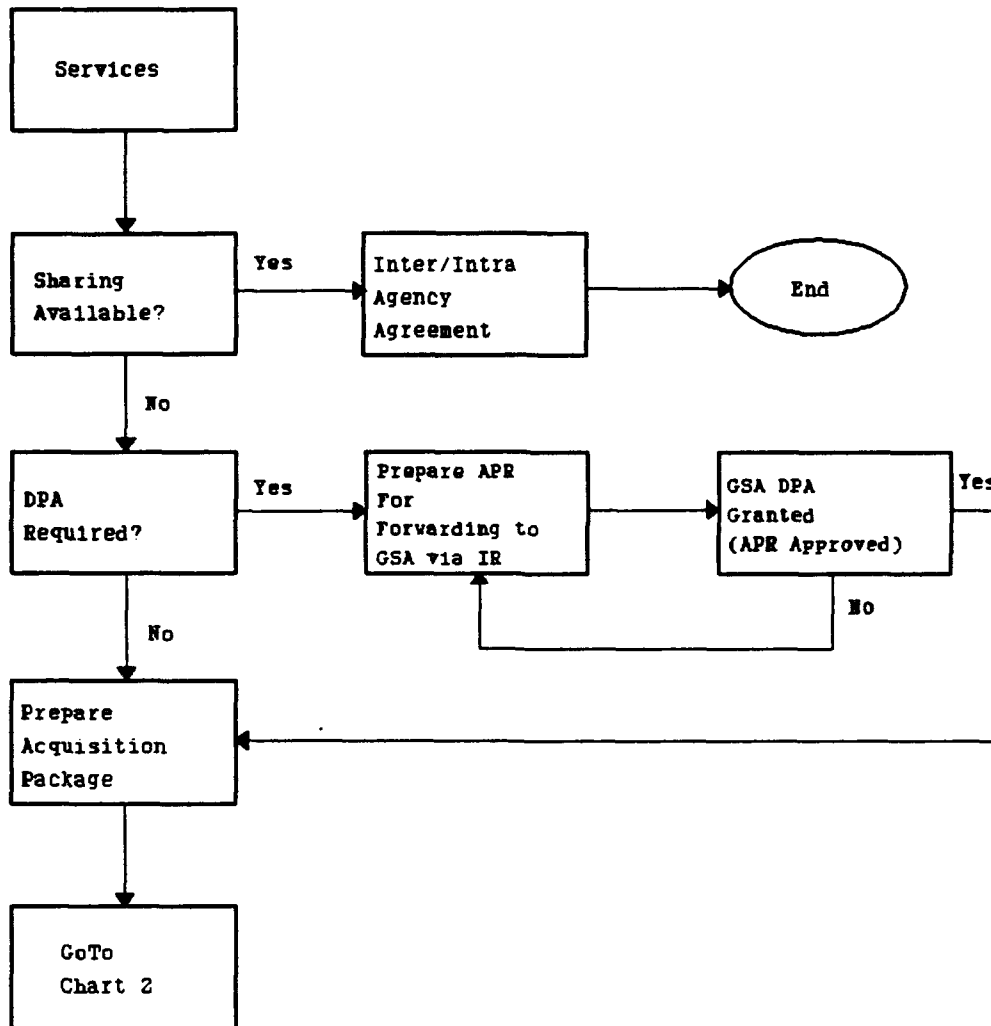 Services
Sharing
Available?
Yes
Inter/Intra
Agency
Agreement
End
No
DPA
Required?
Yes
Prepare APR
For
Forwarding to
GSA via IR
GSA DPA
Granted
(APR Approved)
Yes
No
No
Prepare
Acquisition
Package
GoTo
Chart 2